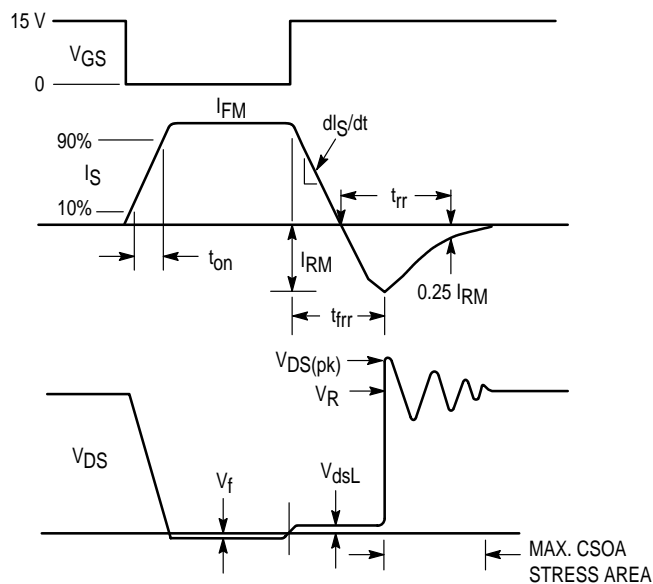 15 V
VGS
0
IFM
90%
dIS/dt
IS
trr
10%
ton
IRM
0.25 IRM
tfrr
VDS(pk)
VR
VDS
Vf
VdsL
MAX. CSOA
STRESS AREA